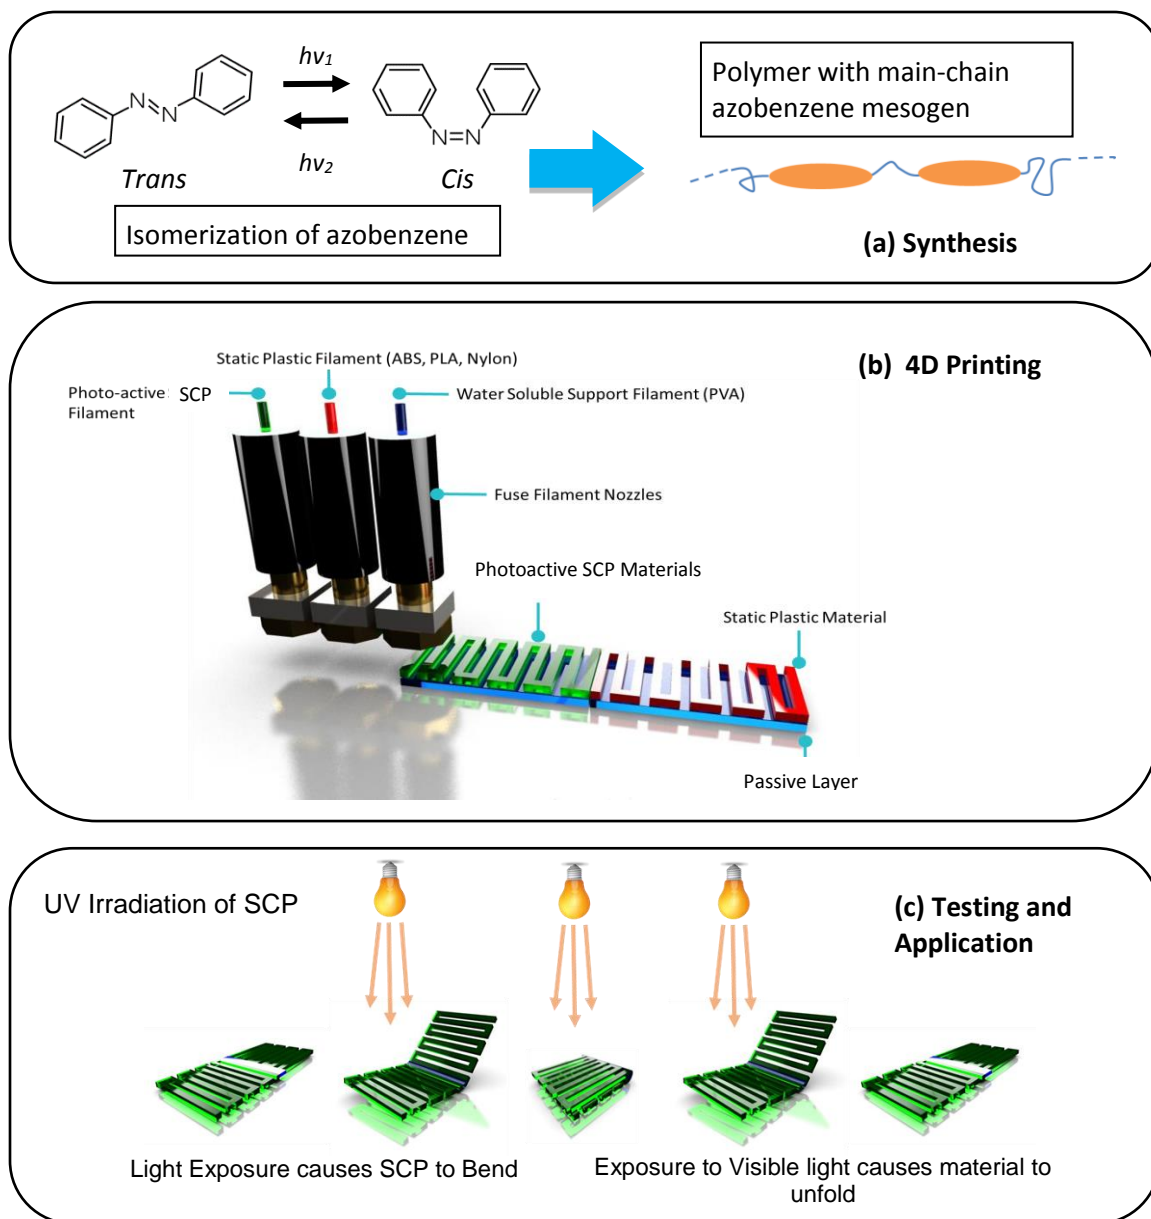 hν₁
hν₂
N=N
N=N
Trans
Cis
Isomerization of azobenzene
Polymer with main-chain
azobenzene mesogen
(a) Synthesis
(b) 4D Printing
Static Plastic Filament (ABS, PLA, Nylon)
Photo-active SCP
Filament
Water Soluble Support Filament (PVA)
Fuse Filament Nozzles
Photoactive SCP Materials
Static Plastic Material
Passive Layer
UV Irradiation of SCP
(c) Testing and
Application
Light Exposure causes SCP to Bend
Exposure to Visible light causes material to
unfold